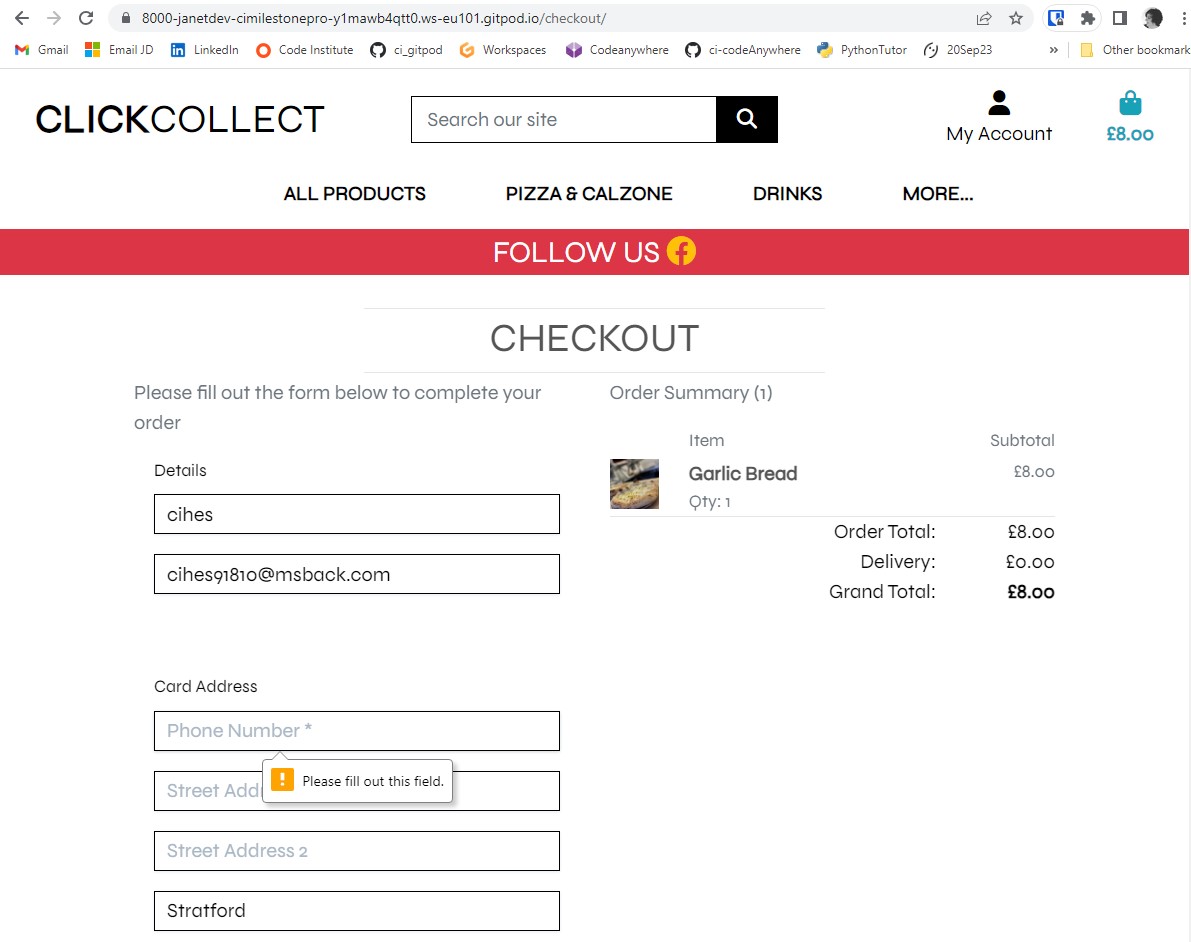 8000-janetdev-cimilestonepro-y1mawb4qtt0.ws-eu101.gitpod.io/checkout/
Gmail Email JD LinkedIn Code Institute ci_gitpod Workspaces Codeanywhere ci-codeAnywhere PythonTutor 20Sep23 » Other bookmark
CLICKCOLLECT
Search our site
My Account
£8.00
ALL PRODUCTS PIZZA & CALZONE DRINKS MORE...
FOLLOW US
CHECKOUT
Please fill out the form below to complete your
order
Details
cihes
cihes91810@msback.com
Card Address
Phone Number *
Please fill out this field.
Street Add
Street Address 2
Stratford
Order Summary (1)
Item Subtotal
Garlic Bread £8.00
Qty: 1
Order Total: £8.00
Delivery: £0.00
Grand Total: £8.00